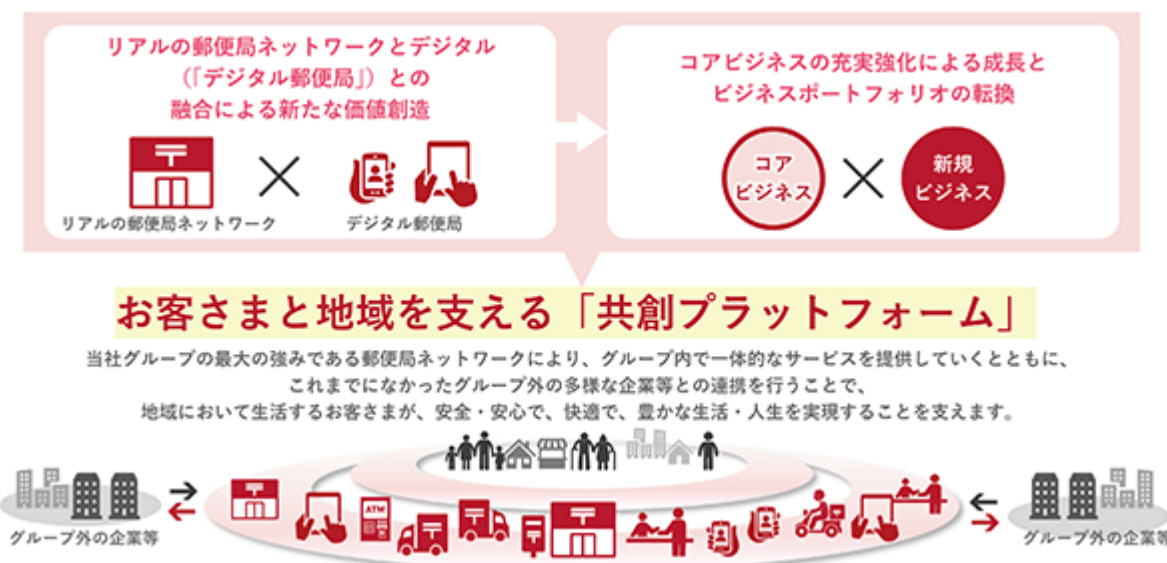 リアルの郵便局ネットワークとデジタル
（「デジタル郵便局」）との
融合による新たな価値創造
リアルの郵便局ネットワーク
デジタル郵便局
コアビジネスの充実強化による成長と
ビジネスポートフォリオの転換
コア
ビジネス
新規
ビジネス
お客さまと地域を支える「共創プラットフォーム」
当社グループの最大の強みである郵便局ネットワークにより、グループ内で一体的なサービスを提供していくとともに、
これまでになかったグループ外の多様な企業等との連携を行うことで、
地域において生活するお客さまが、安全・安心で、快適で、豊かな生活・人生を実現することを支えます。
ATM
グループ外の企業等
グループ外の企業等